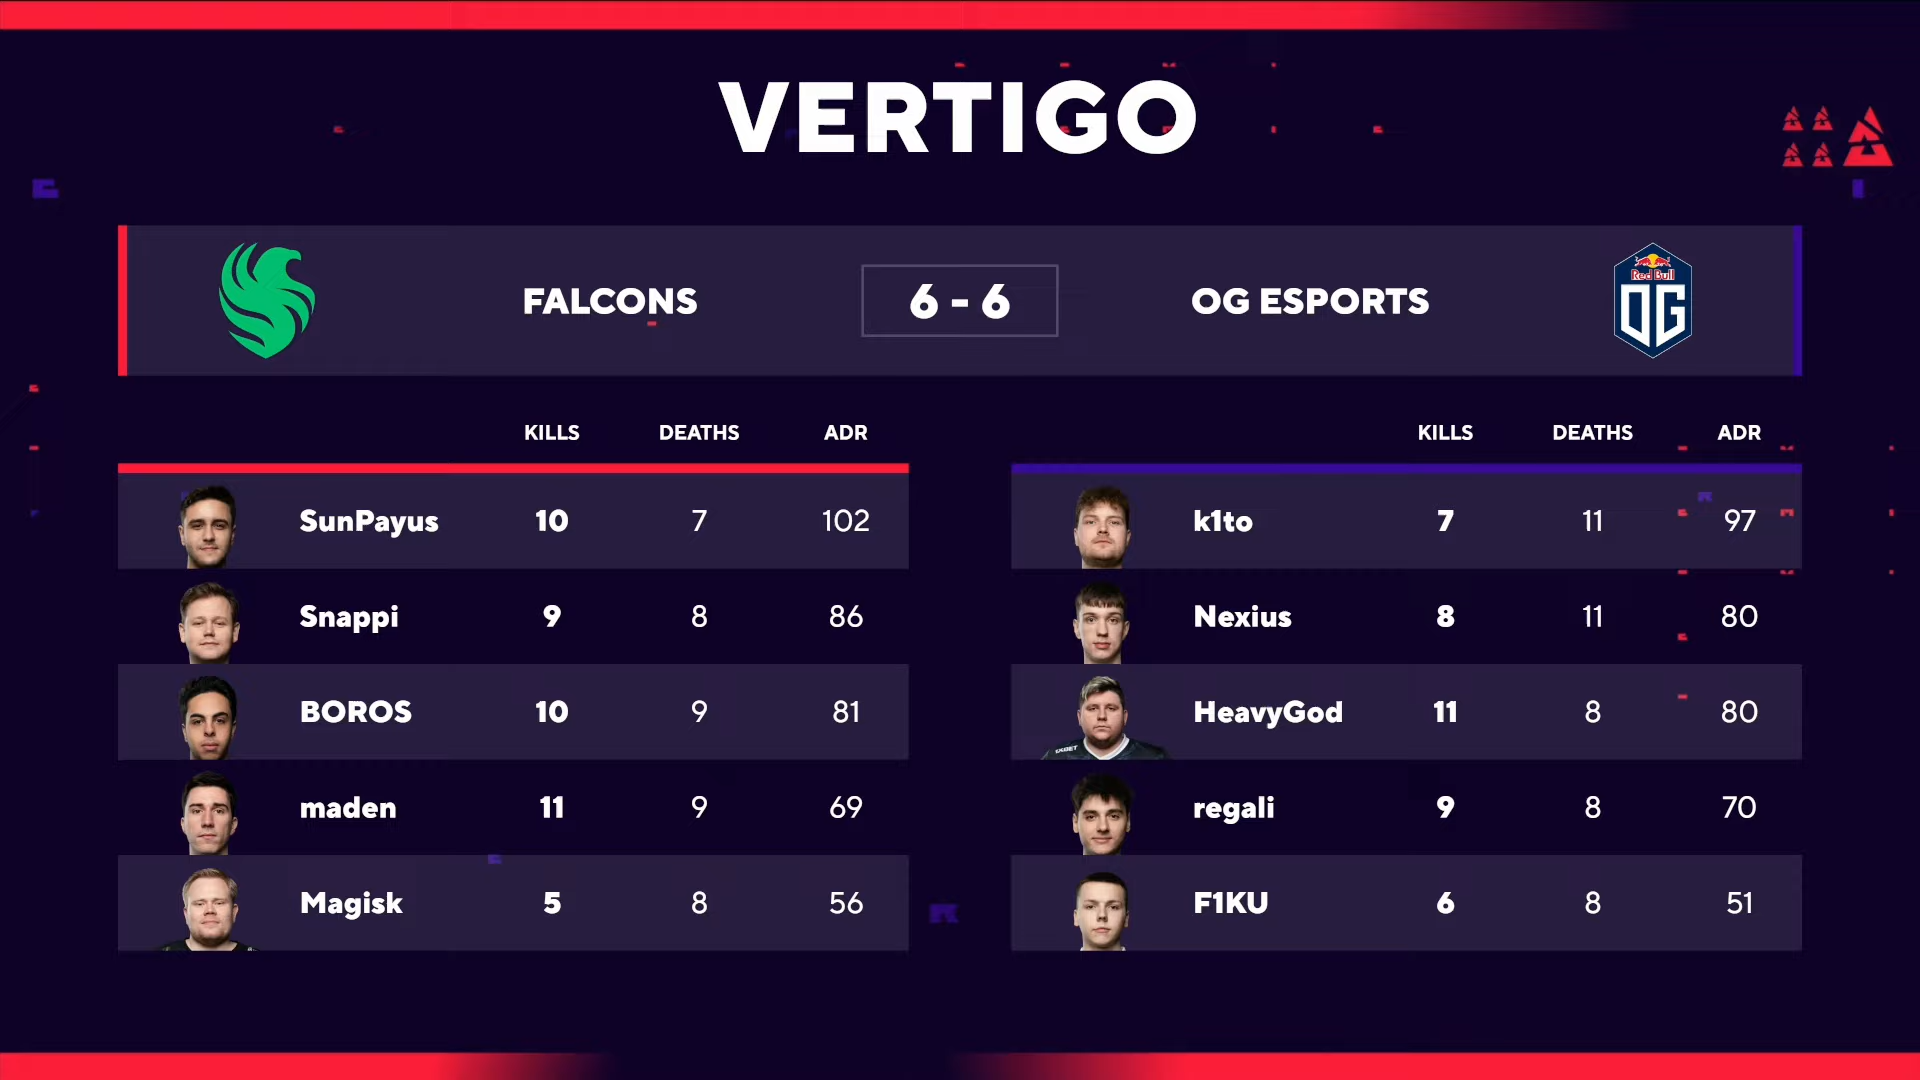 VERTIGO
FALCONS 6 - 6 OG ESPORTS
Red Bull
OG
KILLS DEATHS ADR
SunPayus 10 7 102
Snappi 9 8 86
BOROS 10 9 81
maden 11 9 69
Magisk 5 8 56
KILLS DEATHS ADR
k1to 7 11 97
Nexius 8 11 80
HeavyGod 11 8 80
1XBET
regali 9 8 70
F1KU 6 8 51